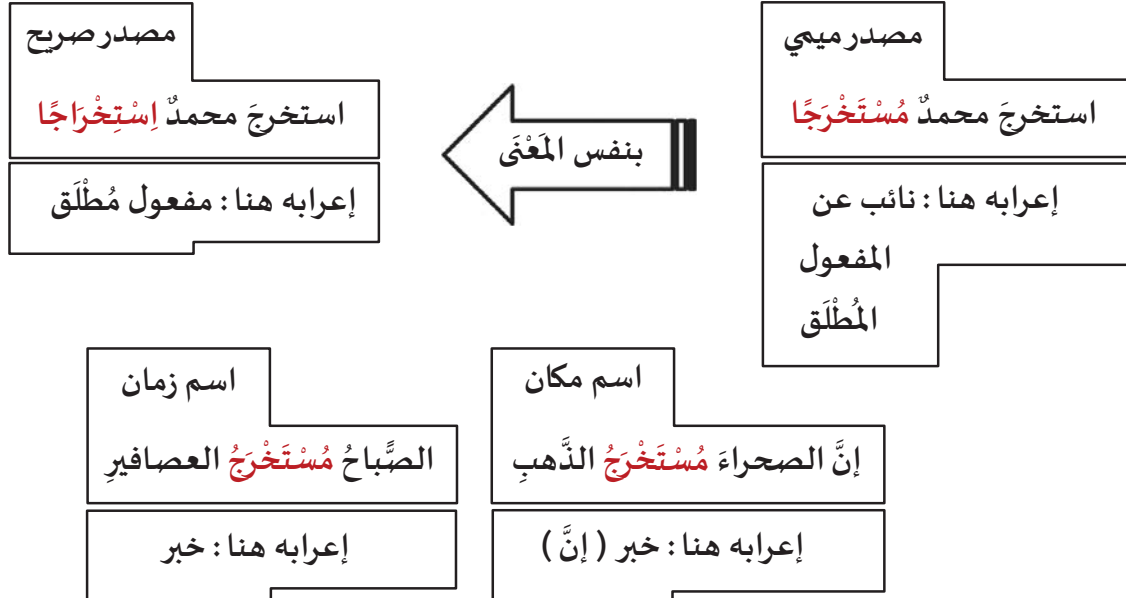 مصدر ميمي
استخرجَ محمدٌ مُسْتَخْرَجًا
إعرابه هنا : نائب عن
المفعول
المُطْلَق
بنفس المَعْنَى
مصدر صريح
استخرجَ محمدٌ اِسْتِخْرَاجًا
إعرابه هنا : مفعول مُطْلَق
اسم مكان
إنَّ الصحراءَ مُسْتَخْرَجُ الذَّهبِ
إعرابه هنا : خبر ( إنَّ )
اسم زمان
الصَّباحُ مُسْتَخْرَجُ العصافيرِ
إعرابه هنا : خبر